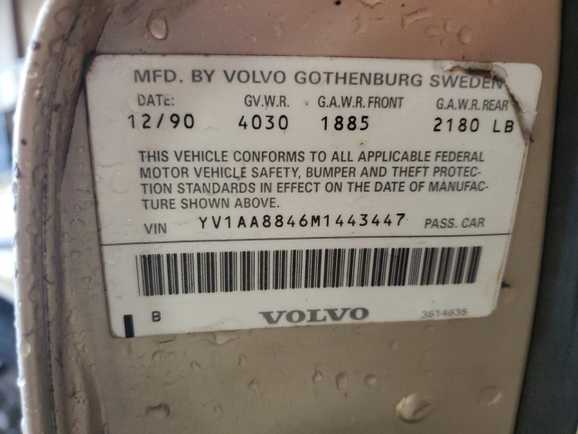 MFD. BY VOLVO GOTHENBURG SWEDEN
DATE: G.V.W.R. G.A.W.R. FRONT G.A.W.R. REAR
12/90 4030 1885 2180 LB
THIS VEHICLE CONFORMS TO ALL APPLICABLE FEDERAL
MOTOR VEHICLE SAFETY, BUMPER AND THEFT PROTEC-
TION STANDARDS IN EFFECT ON THE DATE OF MANUFAC-
TURE SHOWN ABOVE.
VIN YV1AA8846M1443447 PASS. CAR
B VOLVO 3514635